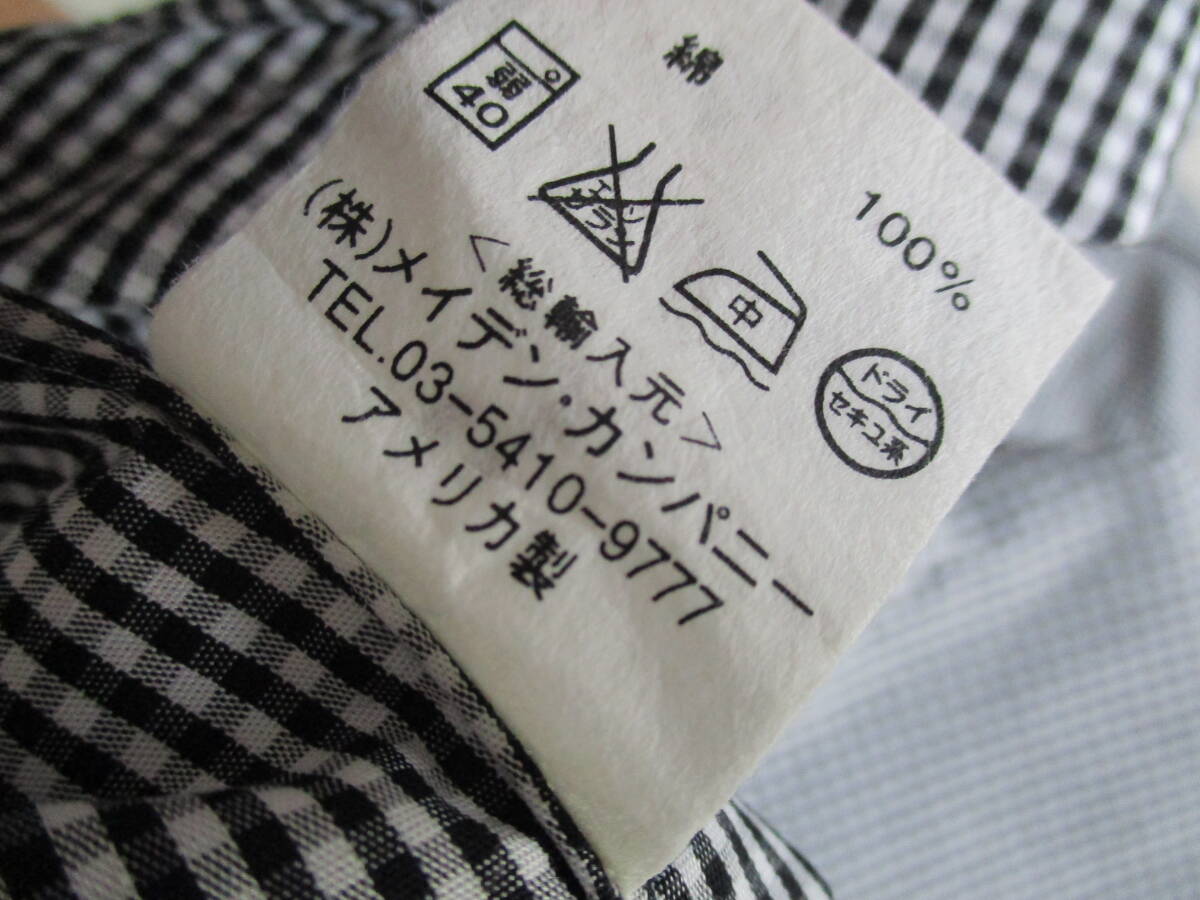 綿 100%
弱
40
エンソ
サラシ
中
ドライ
セキユ系
<総輸入元>
(株)メイデン・カンパニー
TEL.03-5410-9777
アメリカ製